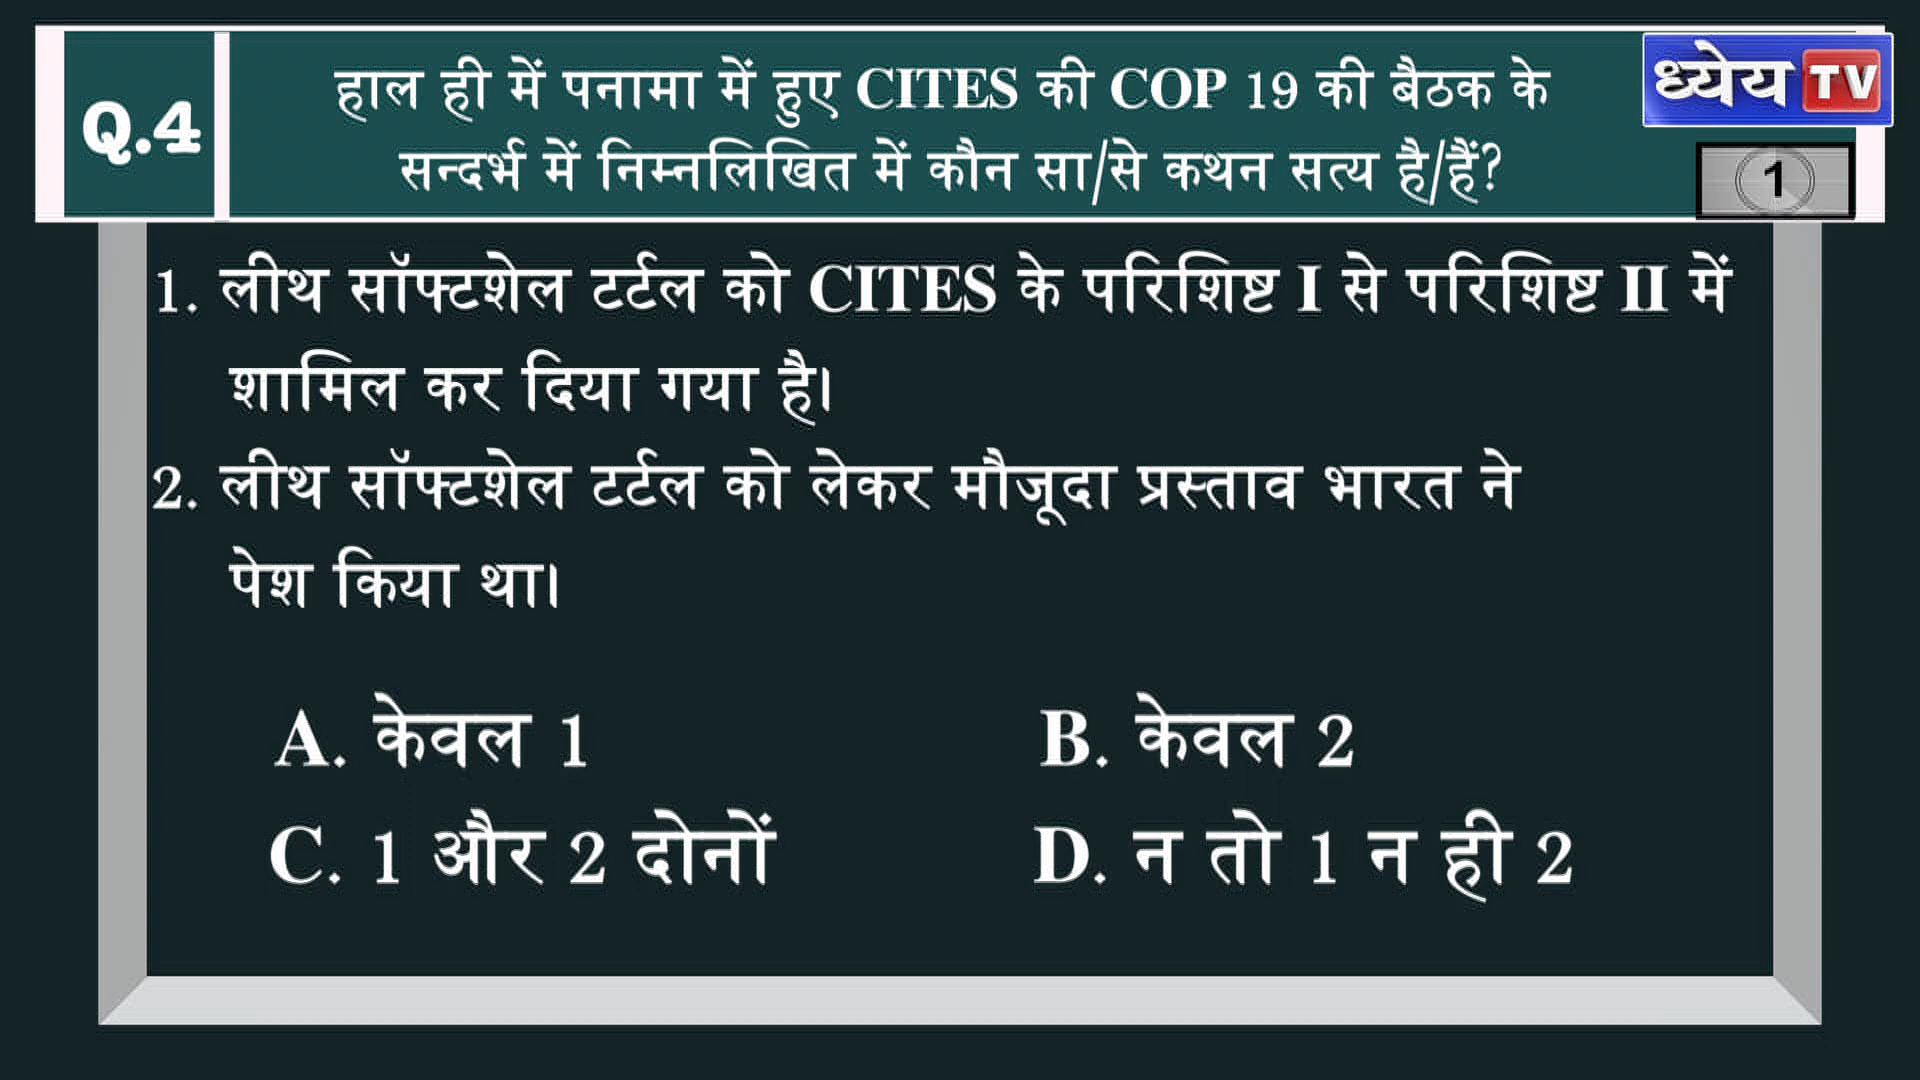 Q.4
हाल ही में पनामा में हुए CITES की COP 19 की बैठक के
सन्दर्भ में निम्नलिखित में कौन सा/से कथन सत्य है/हैं?
ध्येय TV
1
1. लीथ सॉफ्टशेल टर्टल को CITES के परिशिष्ट I से परिशिष्ट II में
शामिल कर दिया गया है।
2. लीथ सॉफ्टशेल टर्टल को लेकर मौजूदा प्रस्ताव भारत ने
पेश किया था।
A. केवल 1
B. केवल 2
C. 1 और 2 दोनों
D. न तो 1 न ही 2